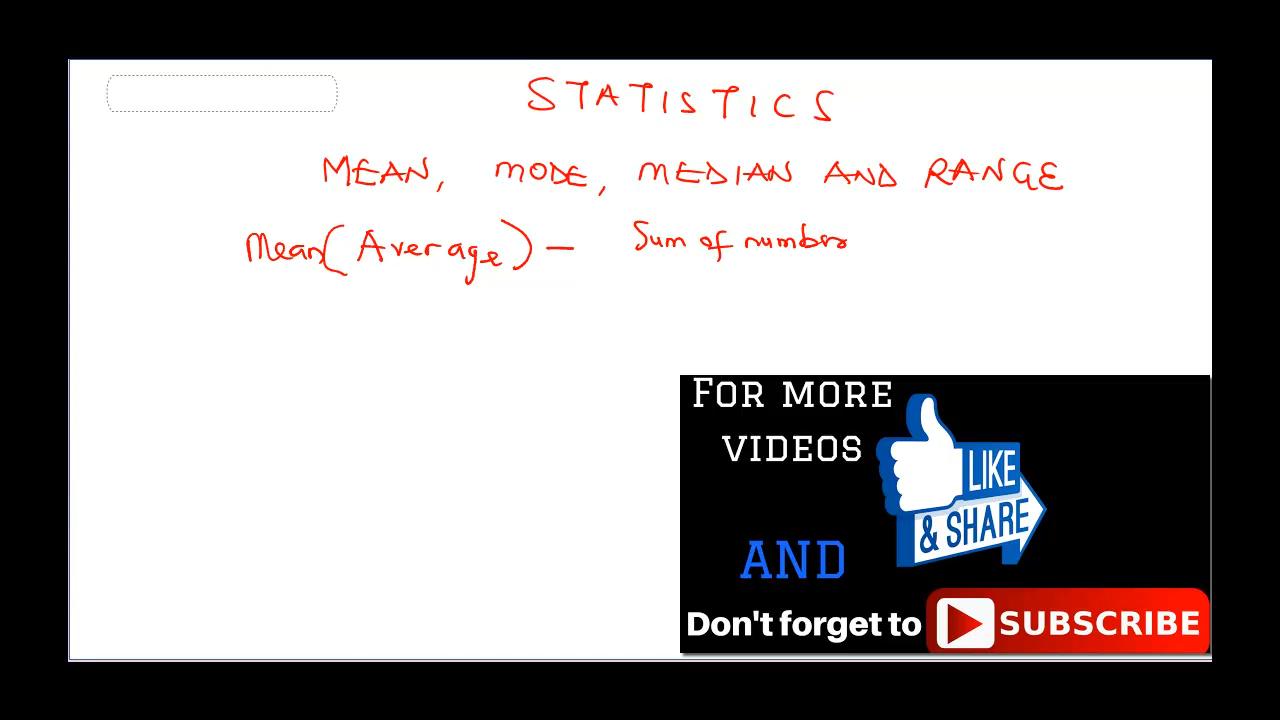 STATISTICS
MEAN, MODE, MEDIAN AND RANGE
Mean(Average) – Sum of numbers
FOR MORE
VIDEOS
LIKE
& SHARE
AND
Don't forget to SUBSCRIBE